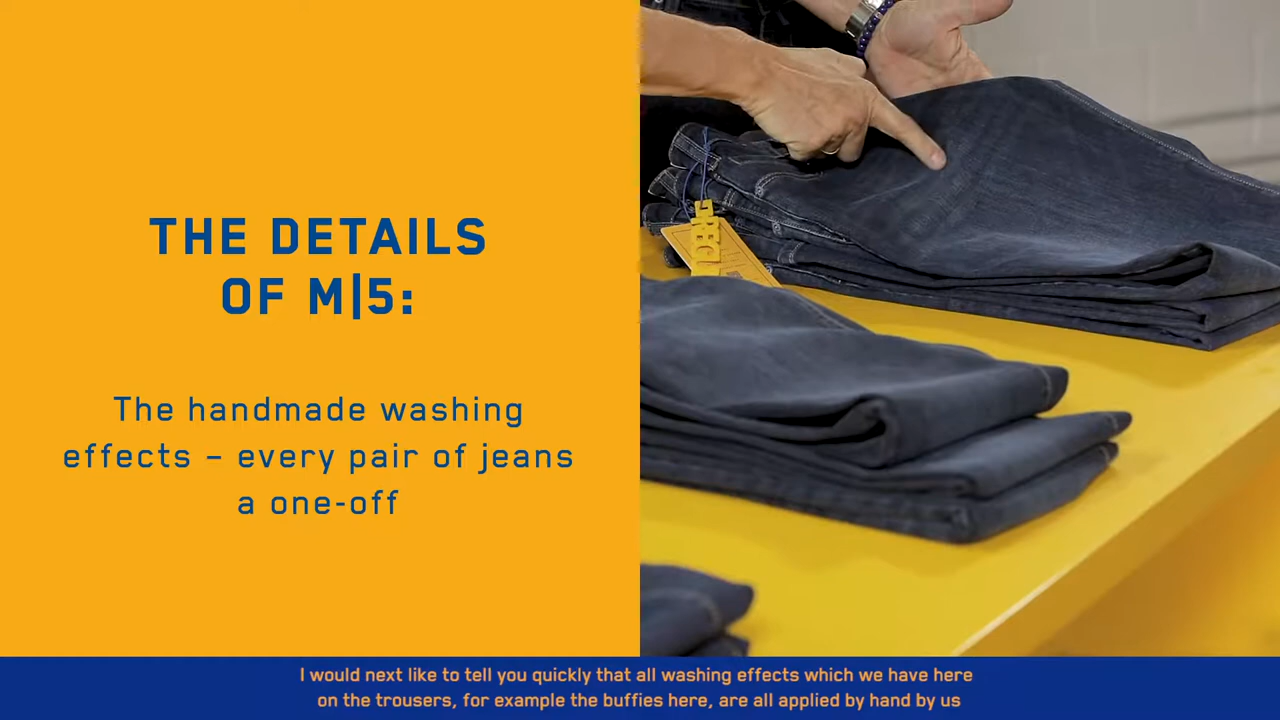 THE DETAILS
OF M|5:
The handmade washing
effects – every pair of jeans
a one-off
I would next like to tell you quickly that all washing effects which we have here
on the trousers, for example the buffies here, are all applied by hand by us